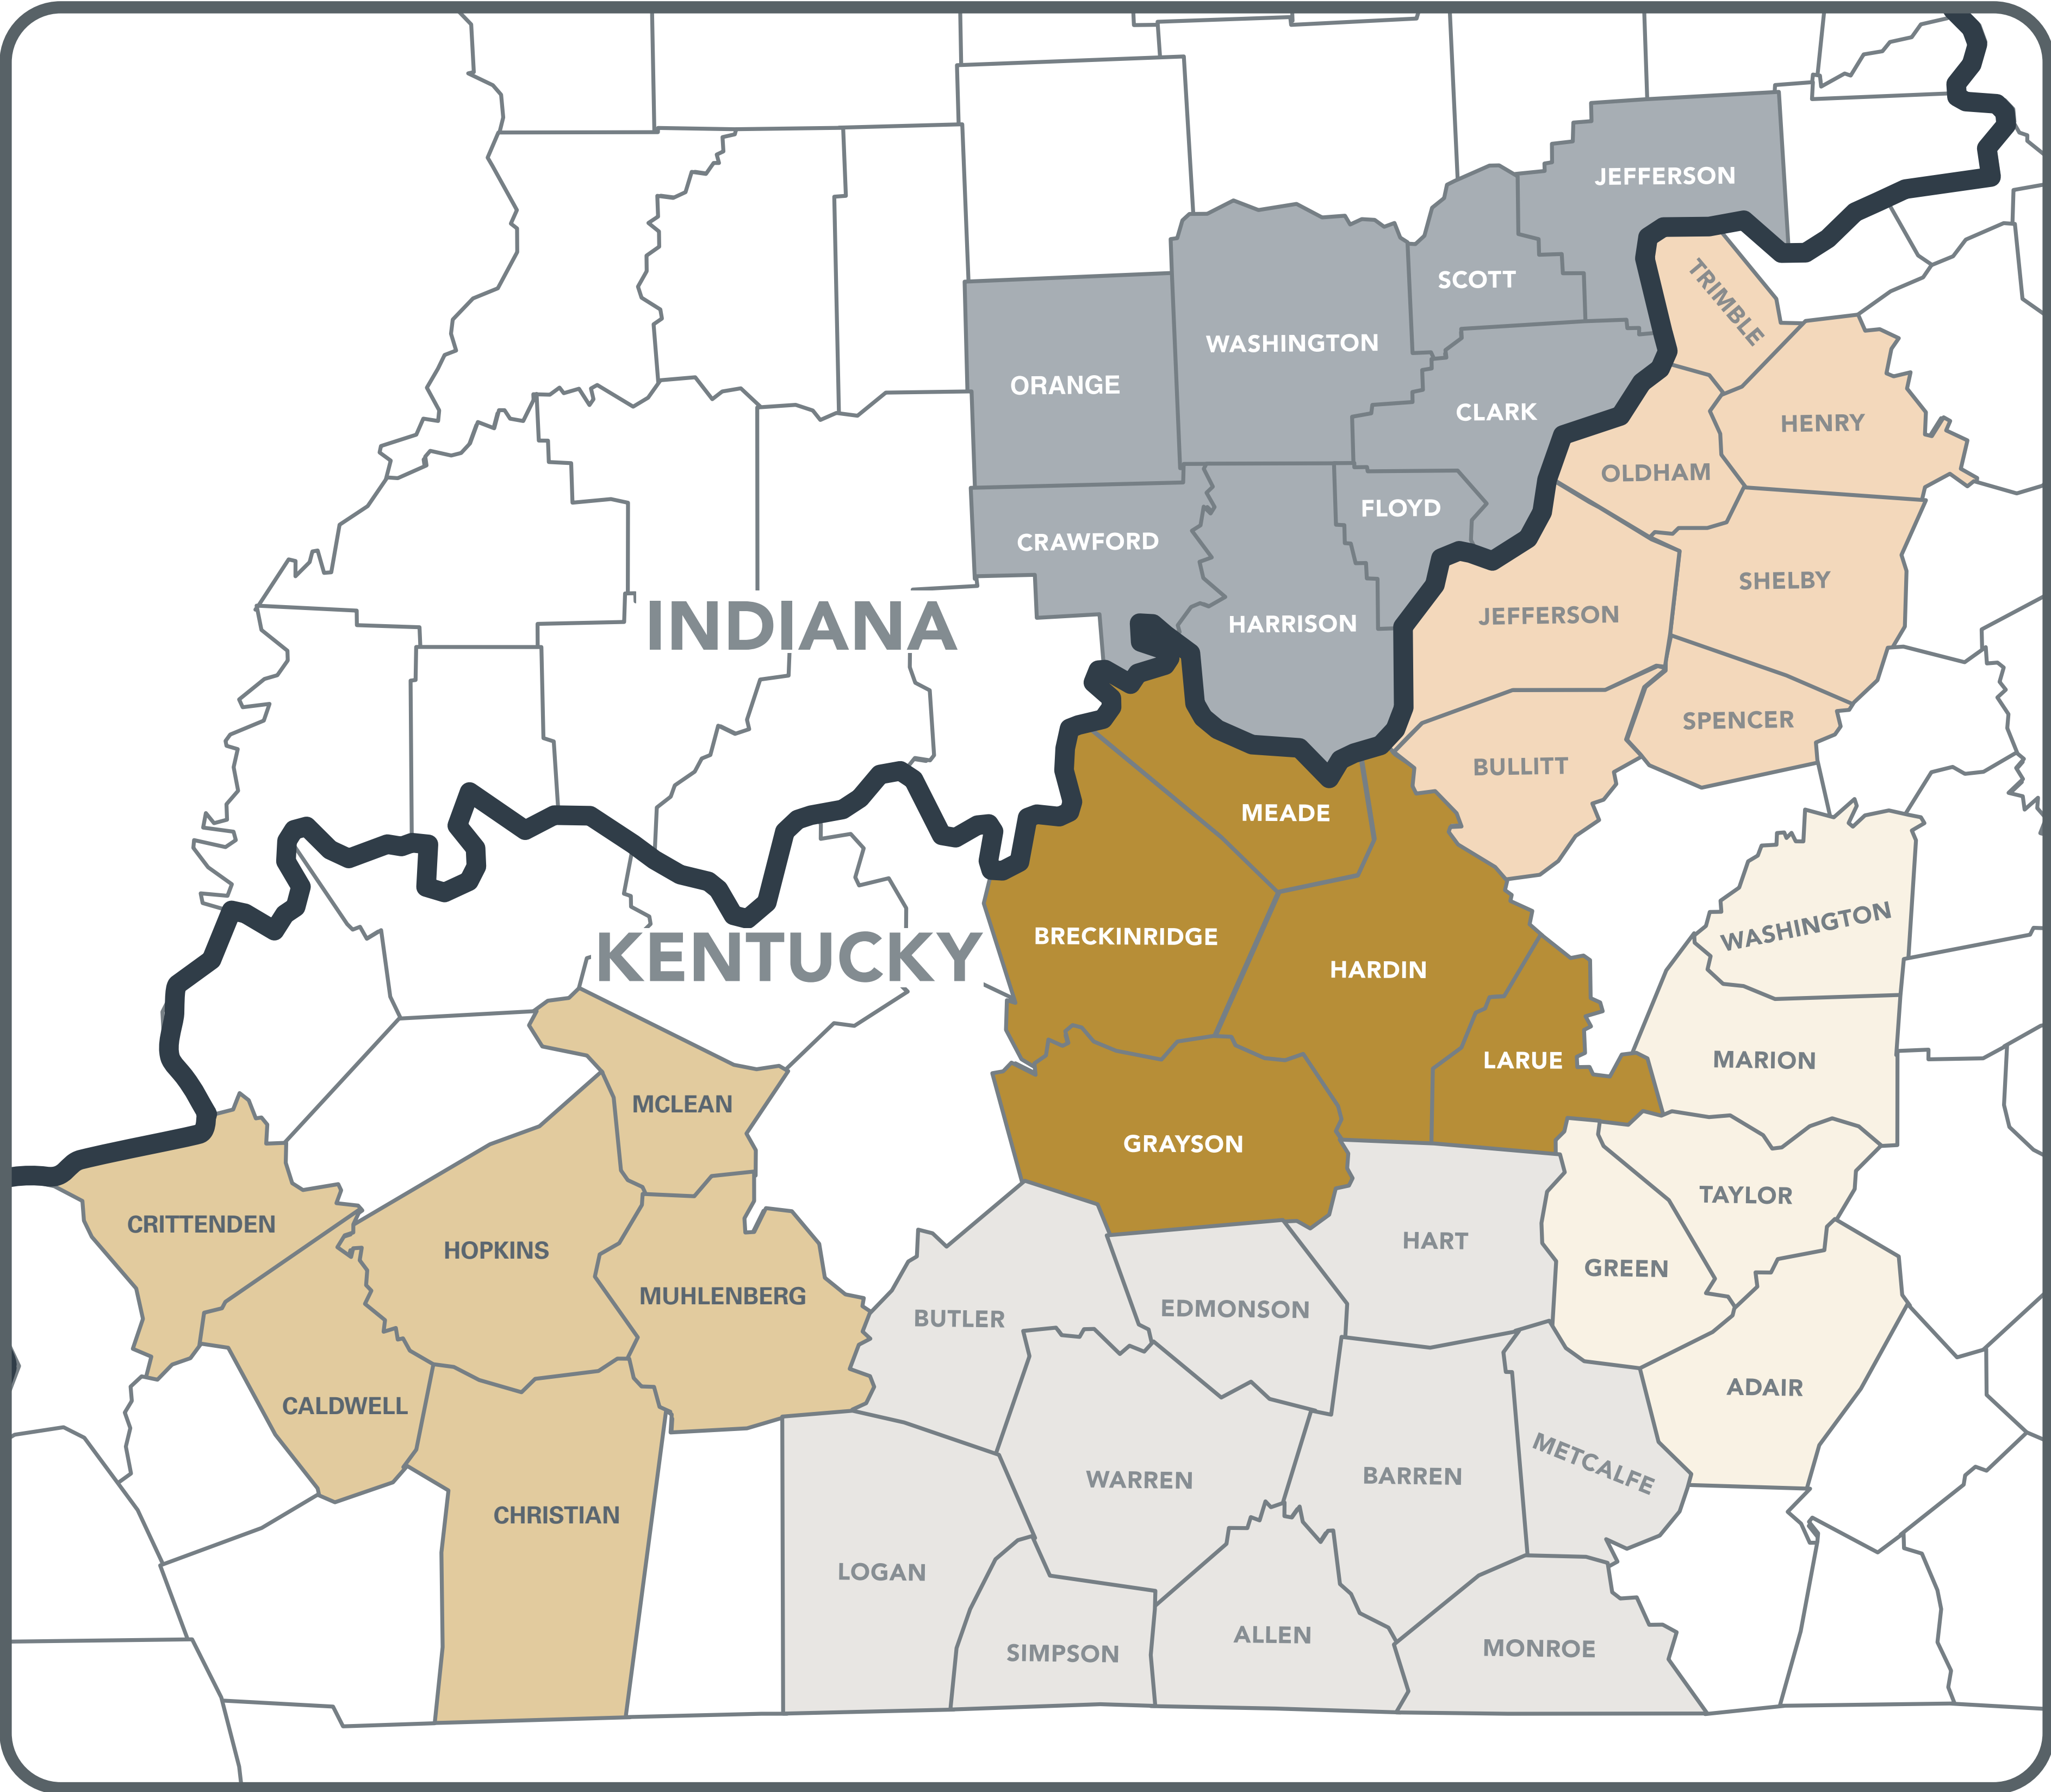 JEFFERSON
TRIMBLE
SCOTT
WASHINGTON
ORANGE
CLARK
HENRY
OLDHAM
FLOYD
CRAWFORD
SHELBY
JEFFERSON
HARRISON
INDIANA
SPENCER
BULLITT
MEADE
WASHINGTON
BRECKINRIDGE
KENTUCKY
HARDIN
LARUE
MARION
MCLEAN
GRAYSON
TAYLOR
CRITTENDEN
HOPKINS
HART
GREEN
MUHLENBERG
EDMONSON
BUTLER
ADAIR
CALDWELL
METCALFE
BARREN
WARREN
CHRISTIAN
LOGAN
ALLEN
MONROE
SIMPSON